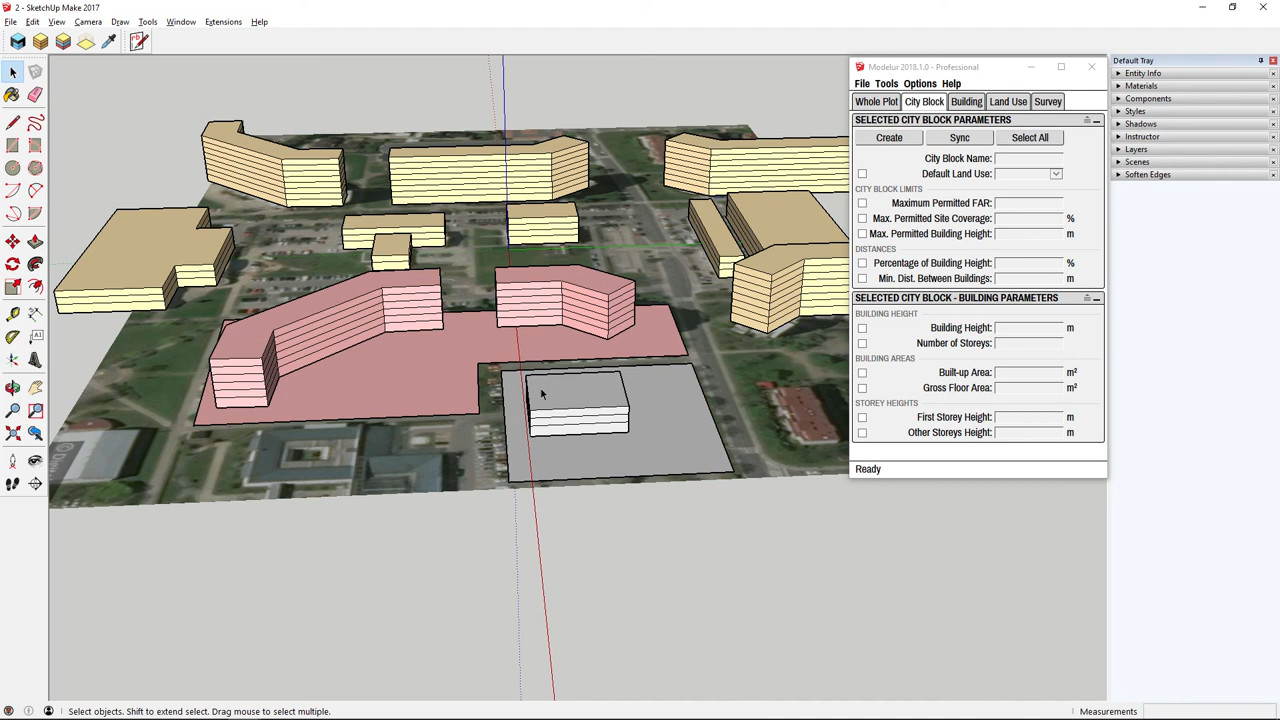 2 - SketchUp Make 2017
File Edit View Camera Draw Tools Window Extensions Help
Modelur 2018.1.0 - Professional
File Tools Options Help
Whole Plot City Block Building Land Use Survey
SELECTED CITY BLOCK PARAMETERS
Create Sync Select All
City Block Name:
Default Land Use:
CITY BLOCK LIMITS
Maximum Permitted FAR:
Max. Permitted Site Coverage: %
Max. Permitted Building Height: m
DISTANCES
Percentage of Building Height: %
Min. Dist. Between Buildings: m
SELECTED CITY BLOCK - BUILDING PARAMETERS
BUILDING HEIGHT
Building Height: m
Number of Storeys:
BUILDING AREAS
Built-up Area: m²
Gross Floor Area: m²
STOREY HEIGHTS
First Storey Height: m
Other Storeys Height: m
Ready
Default Tray
Entity Info
Materials
Components
Styles
Shadows
Instructor
Layers
Scenes
Soften Edges
Select objects. Shift to extend select. Drag mouse to select multiple.
Measurements